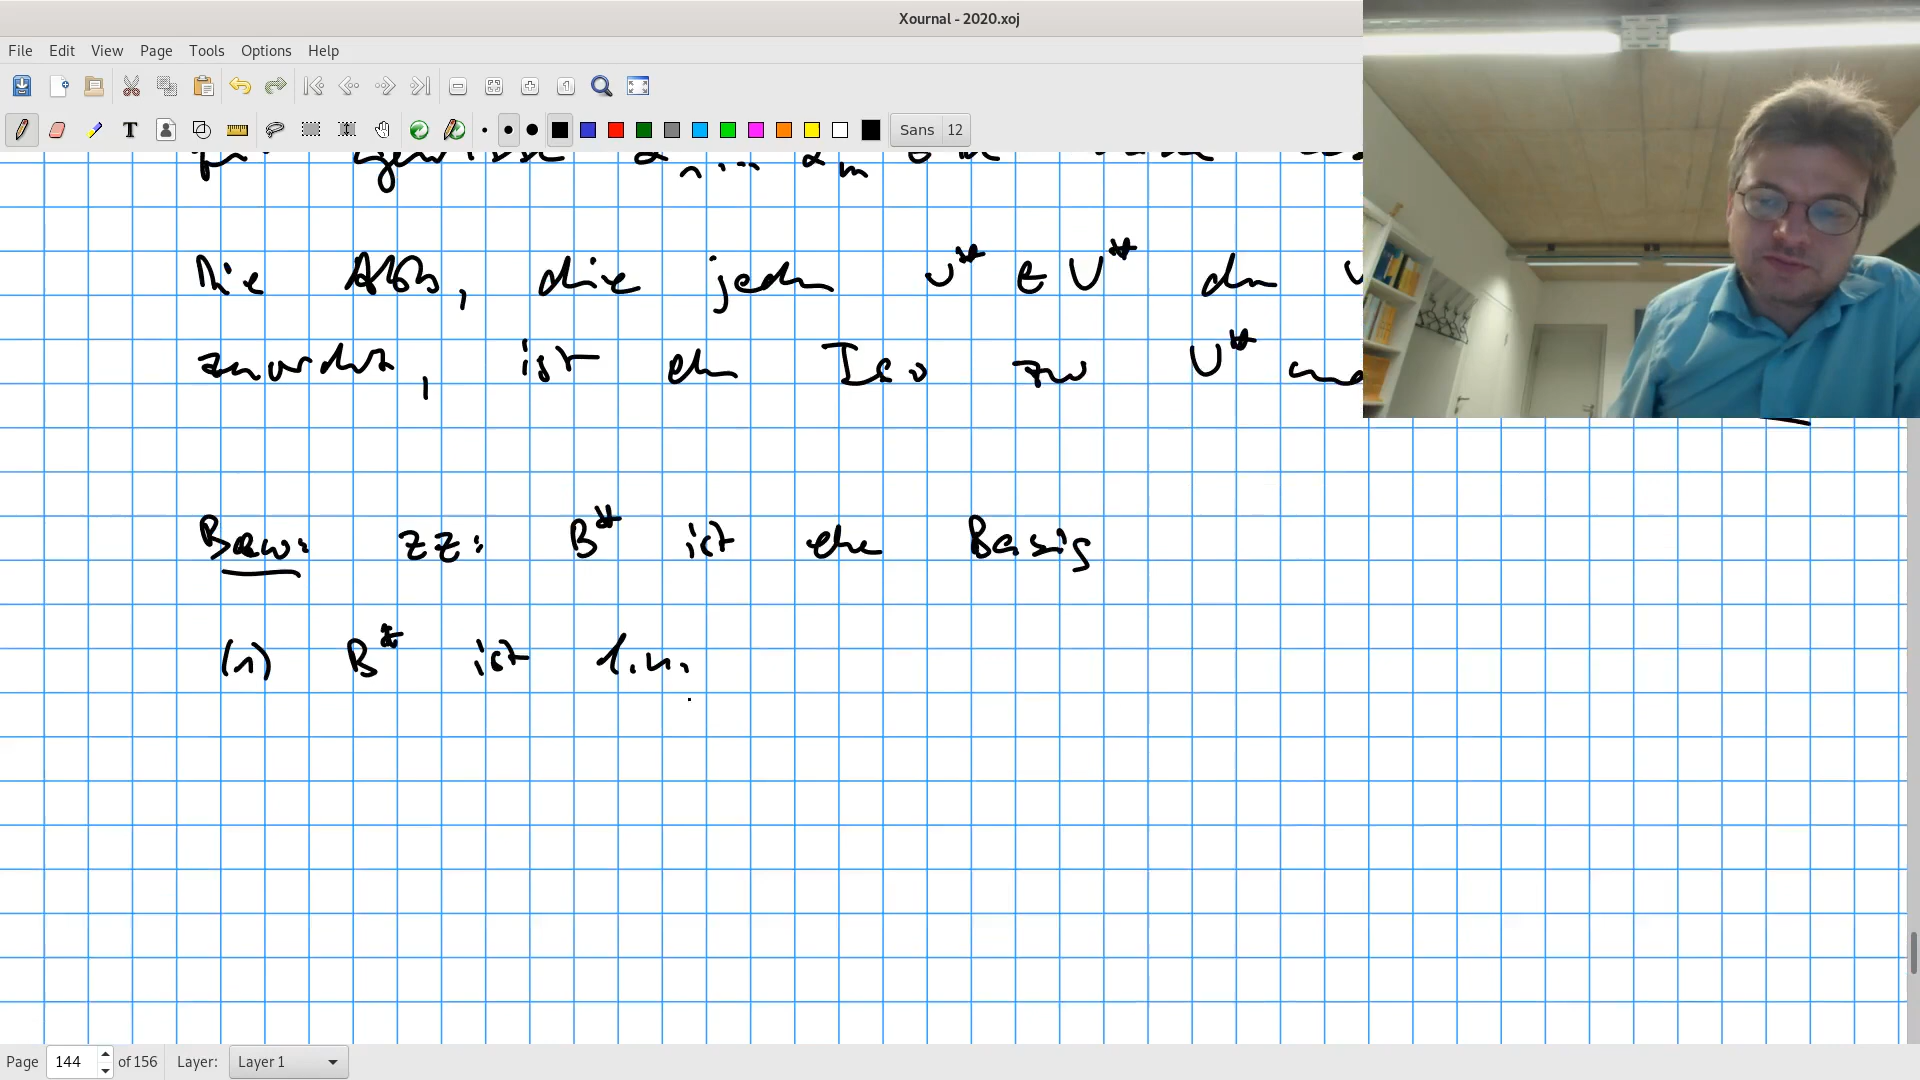 Xournal - 2020.xoj
File Edit View Page Tools Options Help
Sans 12
Die Abb, die jedem v* ∈ V* den v
zuordnet, ist ein Iso zw V* und
Bew: zz: B* ist eine Basis
(1) B* ist l.u.
Page 144 of 156 Layer: Layer 1